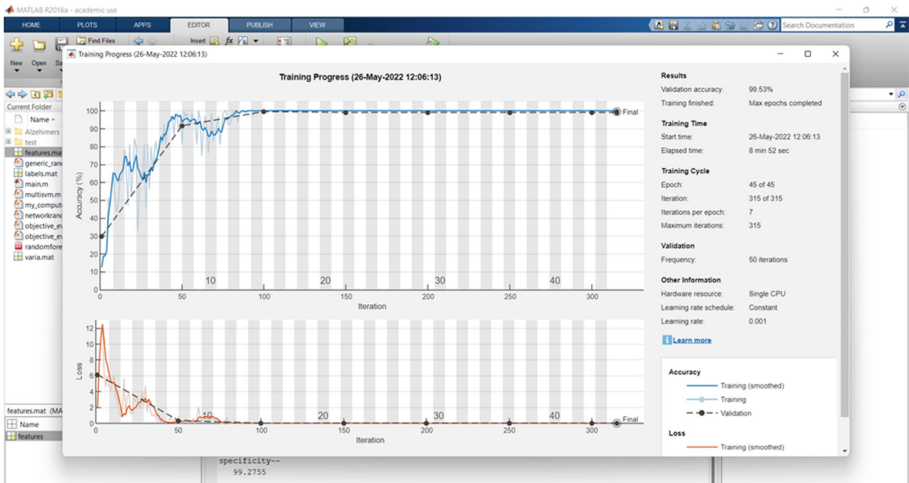 MATLAB R2016a - academic use
HOME PLOTS APPS EDITOR PUBLISH VIEW
Search Documentation
Find Files Insert fx
New Open
Training Progress (26-May-2022 12:06:13)
Current Folder
Name
Alzehimers
test
features.ma
generic_ran
labels.mat
main.m
multisvm.m
my_comput
networkran
objective_e
objective_e
randomfore
varia.mat
features.mat (MA
Name
features
Training Progress (26-May-2022 12:06:13)
Accuracy (%)
100
90
80
70
60
50
40
30
20
10
0
10 20 30 40
0 50 100 150 200 250 300
Iteration
Final
Loss
12
10
8
6
4
2
0
10 20 30 40
0 50 100 150 200 250 300
Iteration
Final
Results
Validation accuracy: 99.53%
Training finished: Max epochs completed
Training Time
Start time: 26-May-2022 12:06:13
Elapsed time: 8 min 52 sec
Training Cycle
Epoch: 45 of 45
Iteration: 315 of 315
Iterations per epoch: 7
Maximum iterations: 315
Validation
Frequency: 50 iterations
Other Information
Hardware resource: Single CPU
Learning rate schedule: Constant
Learning rate: 0.001
Learn more
Accuracy
Training (smoothed)
Training
Validation
Loss
Training (smoothed)
specificity--
99.2755